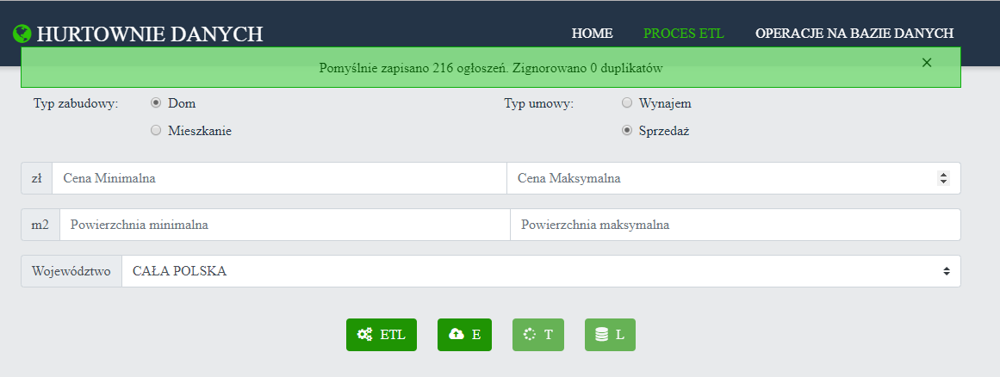 HURTOWNIE DANYCH HOME PROCES ETL OPERACJE NA BAZIE DANYCH
Pomyślnie zapisano 216 ogłoszeń. Zignorowano 0 duplikatów ×
Typ zabudowy: Dom Typ umowy: Wynajem
Mieszkanie Sprzedaż
zł Cena Minimalna Cena Maksymalna
m2 Powierzchnia minimalna Powierzchnia maksymalna
Województwo CAŁA POLSKA
ETL E T L